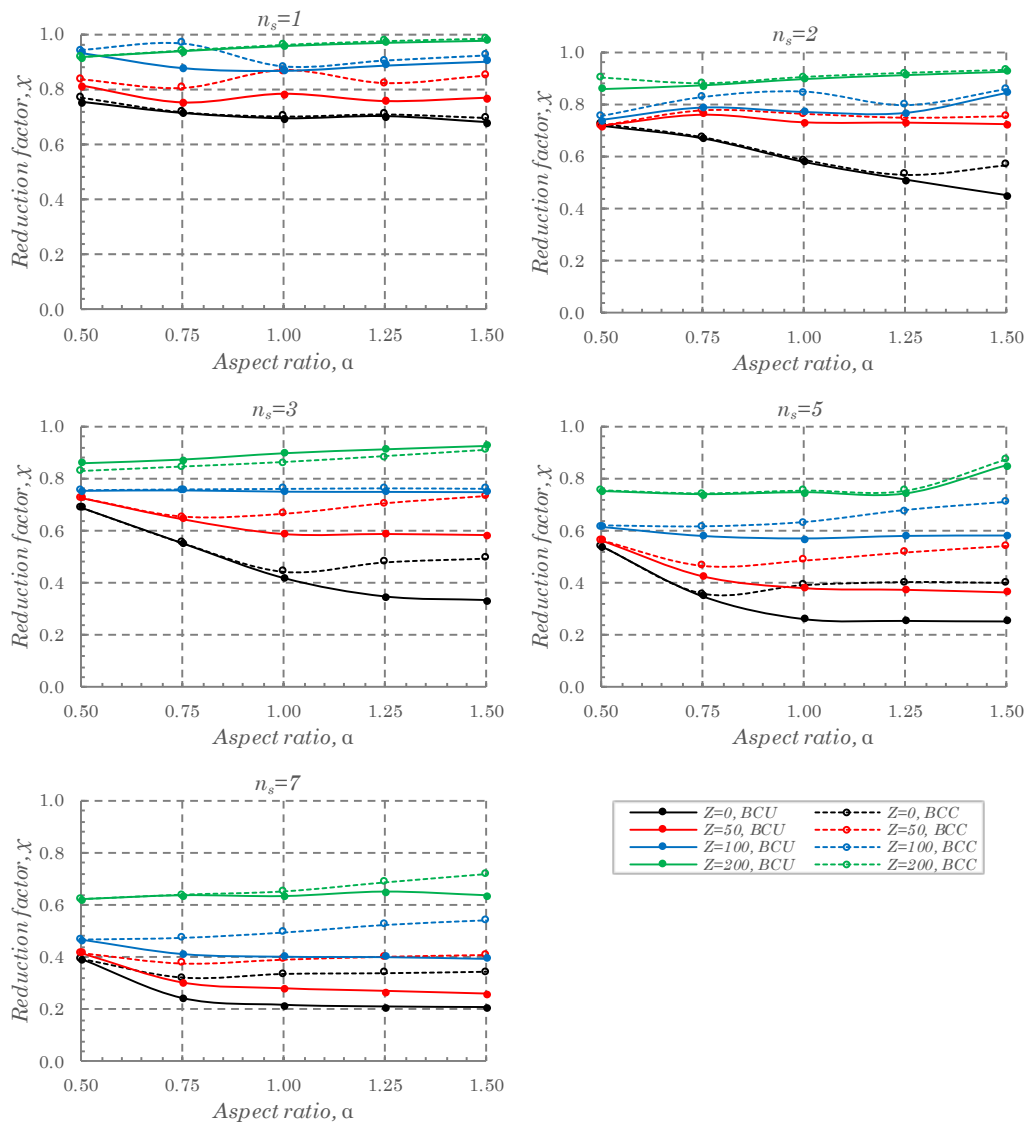 n_s=1
Reduction factor, χ
1.0
0.8
0.6
0.4
0.2
0.0
0.50 0.75 1.00 1.25 1.50
Aspect ratio, α
n_s=2
Reduction factor, χ
1.0
0.8
0.6
0.4
0.2
0.0
0.50 0.75 1.00 1.25 1.50
Aspect ratio, α
n_s=3
Reduction factor, χ
1.0
0.8
0.6
0.4
0.2
0.0
0.50 0.75 1.00 1.25 1.50
Aspect ratio, α
n_s=5
Reduction factor, χ
1.0
0.8
0.6
0.4
0.2
0.0
0.50 0.75 1.00 1.25 1.50
Aspect ratio, α
n_s=7
Reduction factor, χ
1.0
0.8
0.6
0.4
0.2
0.0
0.50 0.75 1.00 1.25 1.50
Aspect ratio, α
Z=0, BCU Z=0, BCC
Z=50, BCU Z=50, BCC
Z=100, BCU Z=100, BCC
Z=200, BCU Z=200, BCC